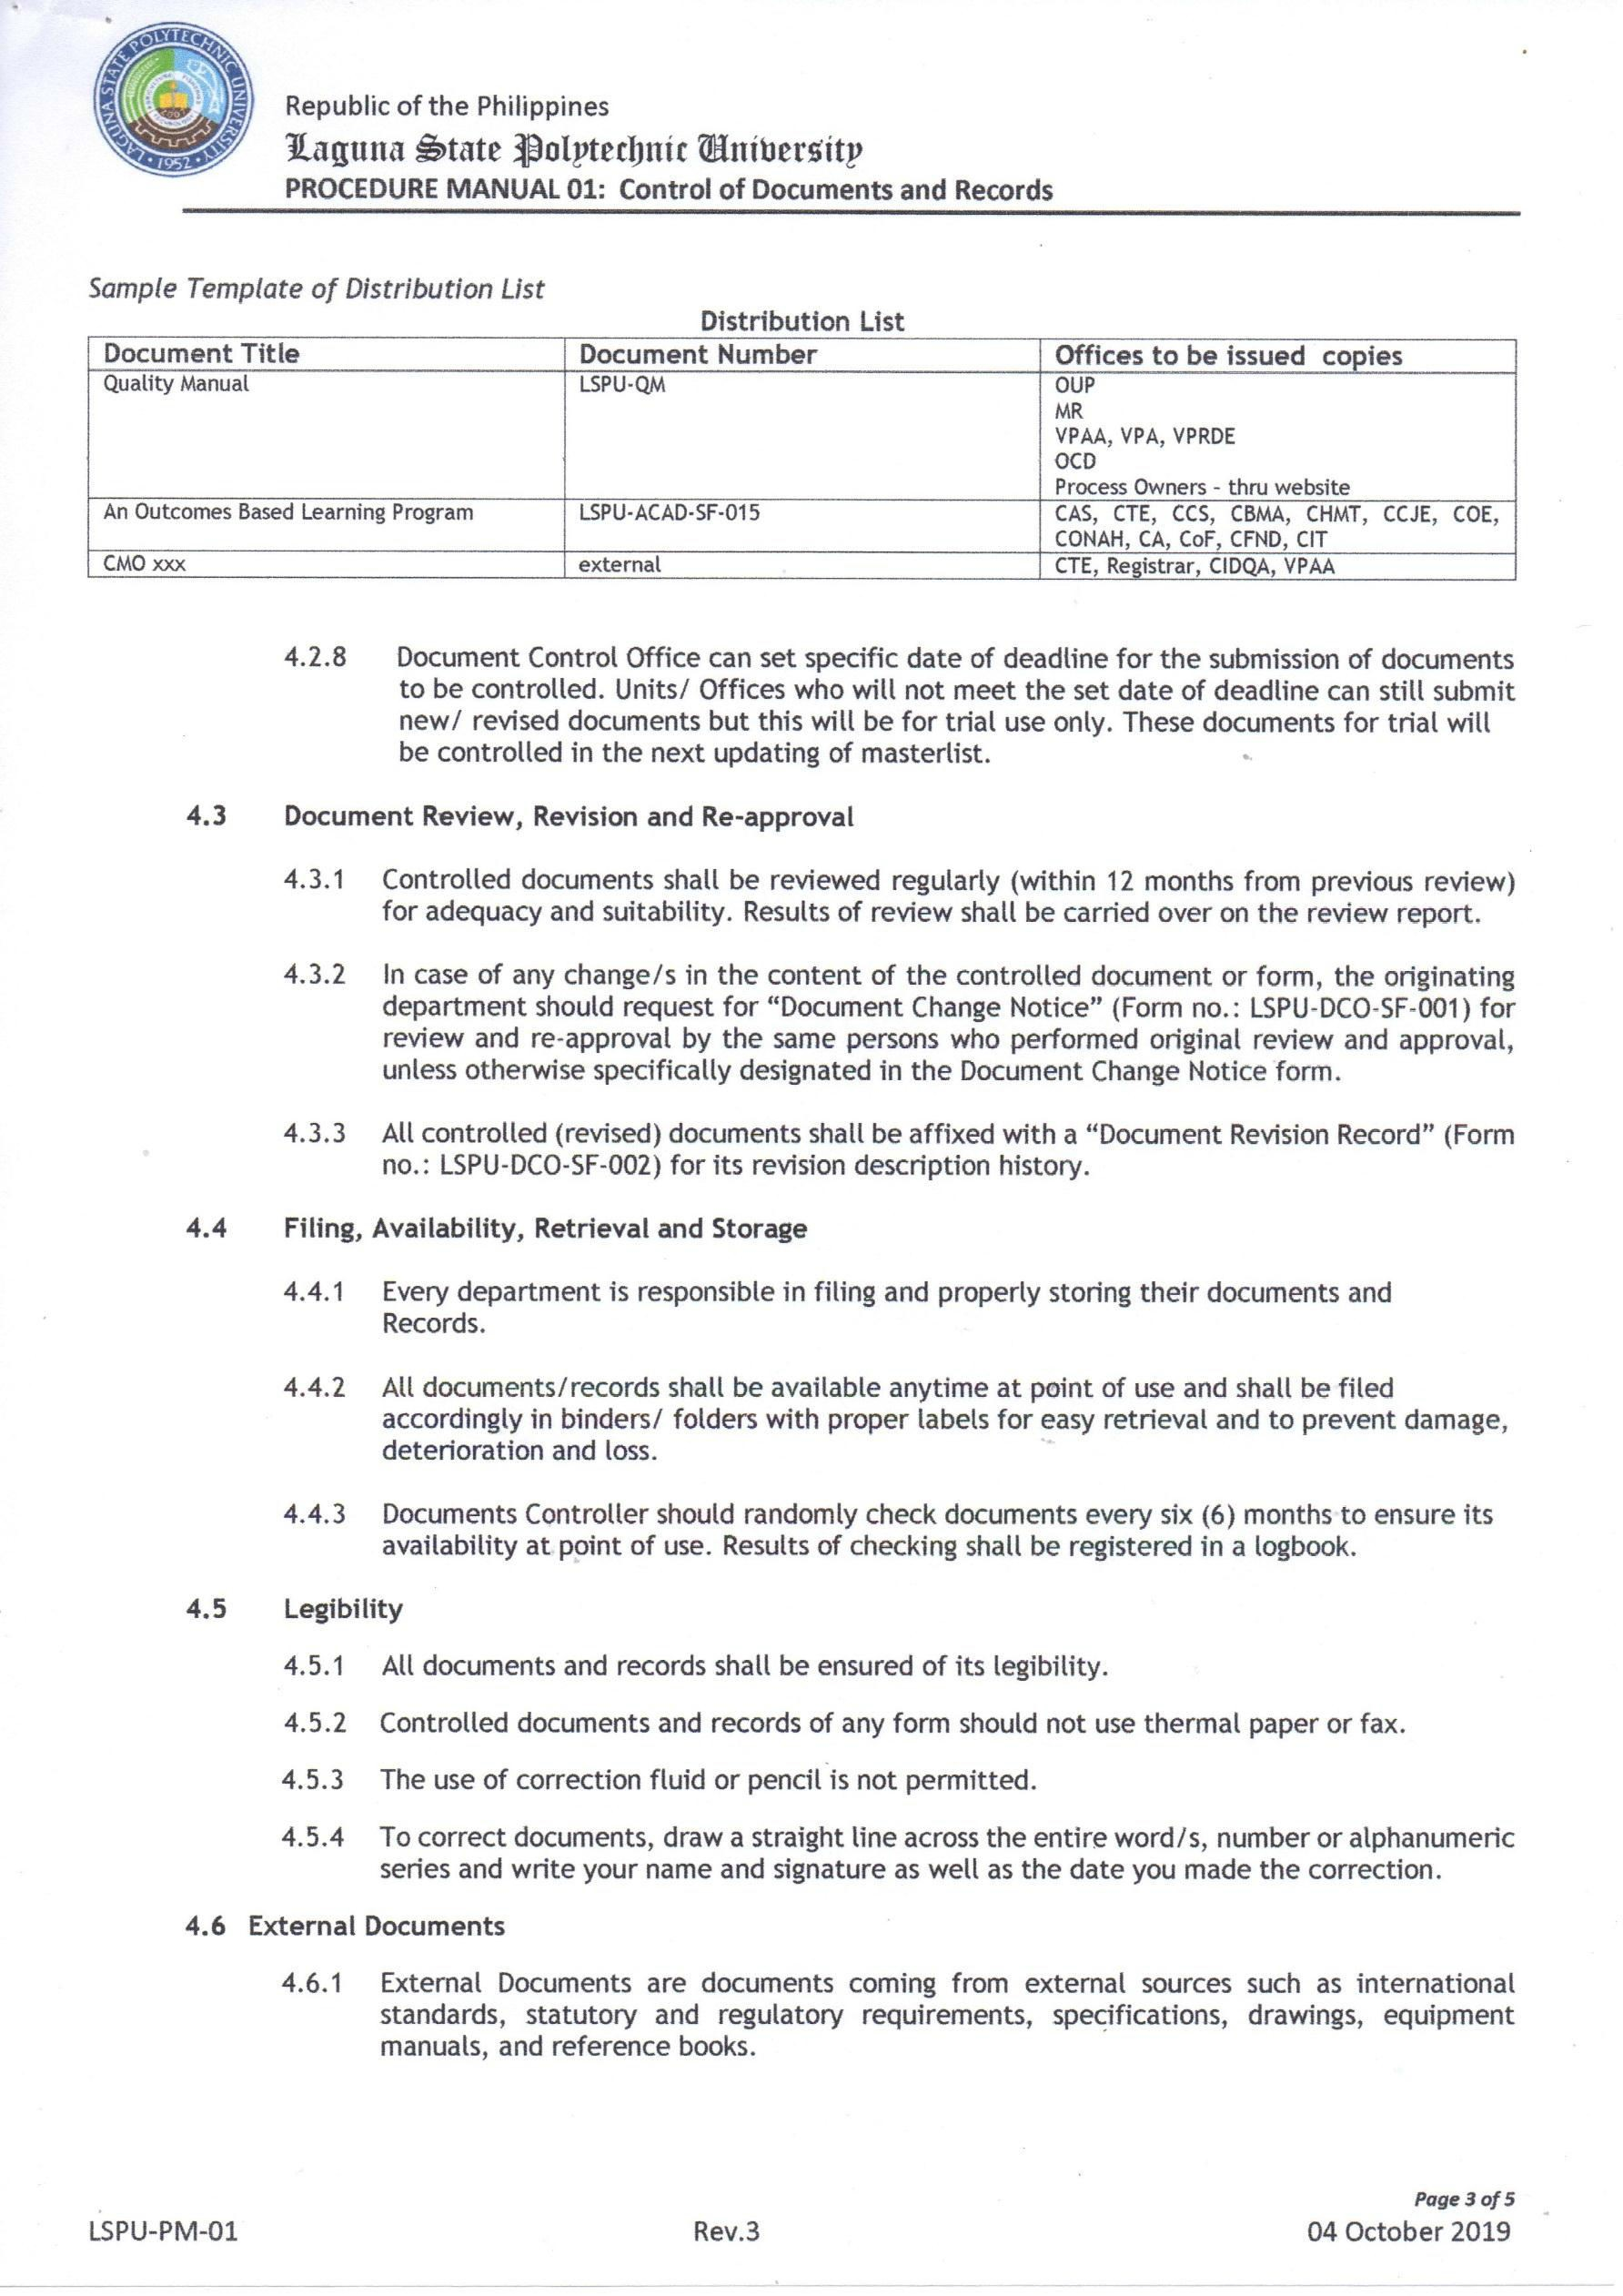 LAGUNA STATE POLYTECHNIC UNIVERSITY
1952
Republic of the Philippines
Laguna State Polytechnic University
PROCEDURE MANUAL 01: Control of Documents and Records
Sample Template of Distribution List
Distribution List
Document Title Document Number Offices to be issued copies
Quality Manual LSPU-QM OUP
MR
VPAA, VPA, VPRDE
OCD
Process Owners - thru website
An Outcomes Based Learning Program LSPU-ACAD-SF-015 CAS, CTE, CCS, CBMA, CHMT, CCJE, COE,
CONAH, CA, CoF, CFND, CIT
CMO xxx external CTE, Registrar, CIDQA, VPAA
4.2.8 Document Control Office can set specific date of deadline for the submission of documents
to be controlled. Units/ Offices who will not meet the set date of deadline can still submit
new/ revised documents but this will be for trial use only. These documents for trial will
be controlled in the next updating of masterlist.
4.3 Document Review, Revision and Re-approval
4.3.1 Controlled documents shall be reviewed regularly (within 12 months from previous review)
for adequacy and suitability. Results of review shall be carried over on the review report.
4.3.2 In case of any change/s in the content of the controlled document or form, the originating
department should request for “Document Change Notice” (Form no.: LSPU-DCO-SF-001) for
review and re-approval by the same persons who performed original review and approval,
unless otherwise specifically designated in the Document Change Notice form.
4.3.3 All controlled (revised) documents shall be affixed with a “Document Revision Record” (Form
no.: LSPU-DCO-SF-002) for its revision description history.
4.4 Filing, Availability, Retrieval and Storage
4.4.1 Every department is responsible in filing and properly storing their documents and
Records.
4.4.2 All documents/records shall be available anytime at point of use and shall be filed
accordingly in binders/ folders with proper labels for easy retrieval and to prevent damage,
deterioration and loss.
4.4.3 Documents Controller should randomly check documents every six (6) months to ensure its
availability at point of use. Results of checking shall be registered in a logbook.
4.5 Legibility
4.5.1 All documents and records shall be ensured of its legibility.
4.5.2 Controlled documents and records of any form should not use thermal paper or fax.
4.5.3 The use of correction fluid or pencil is not permitted.
4.5.4 To correct documents, draw a straight line across the entire word/s, number or alphanumeric
series and write your name and signature as well as the date you made the correction.
4.6 External Documents
4.6.1 External Documents are documents coming from external sources such as international
standards, statutory and regulatory requirements, specifications, drawings, equipment
manuals, and reference books.
Page 3 of 5
LSPU-PM-01 Rev.3 04 October 2019